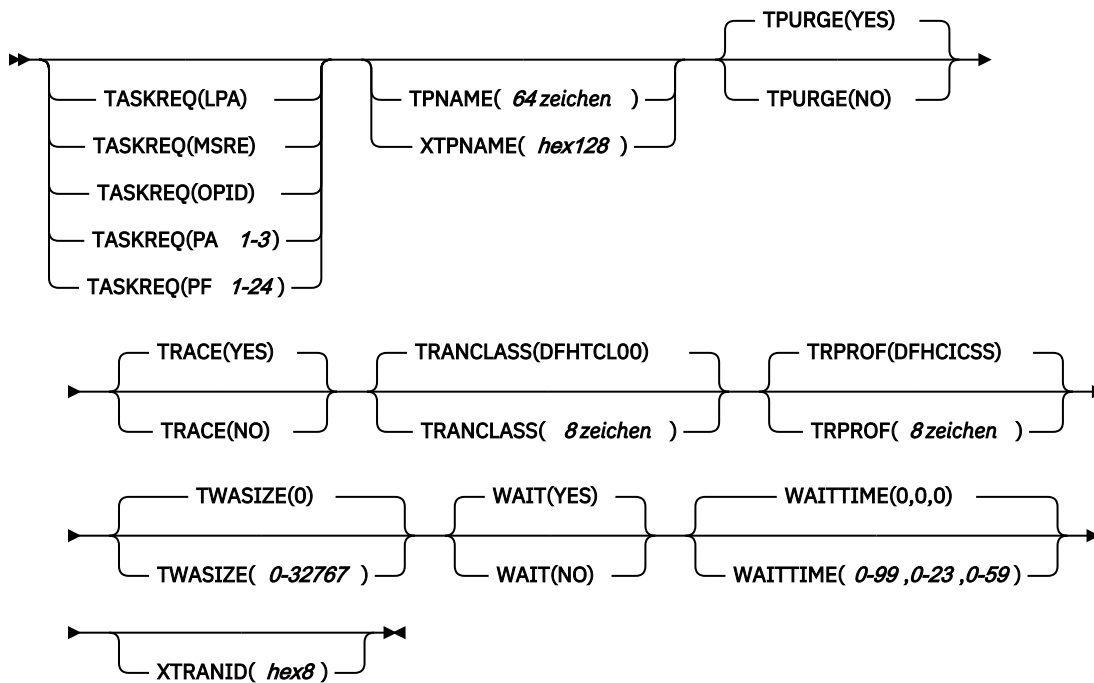 TPURGE(YES)
TASKREQ(LPA)
TPNAME( 64 zeichen )
TPURGE(NO)
TASKREQ(MSRE)
XTPNAME( hex128 )
TASKREQ(OPID)
TASKREQ(PA 1-3)
TASKREQ(PF 1-24)
TRACE(YES)
TRANCLASS(DFHTCL00)
TRPROF(DFHCICSS)
TRACE(NO)
TRANCLASS( 8 zeichen )
TRPROF( 8 zeichen )
TWASIZE(0)
WAIT(YES)
WAITTIME(0,0,0)
TWASIZE( 0-32767 )
WAIT(NO)
WAITTIME( 0-99 ,0-23 ,0-59 )
XTRANID( hex8 )